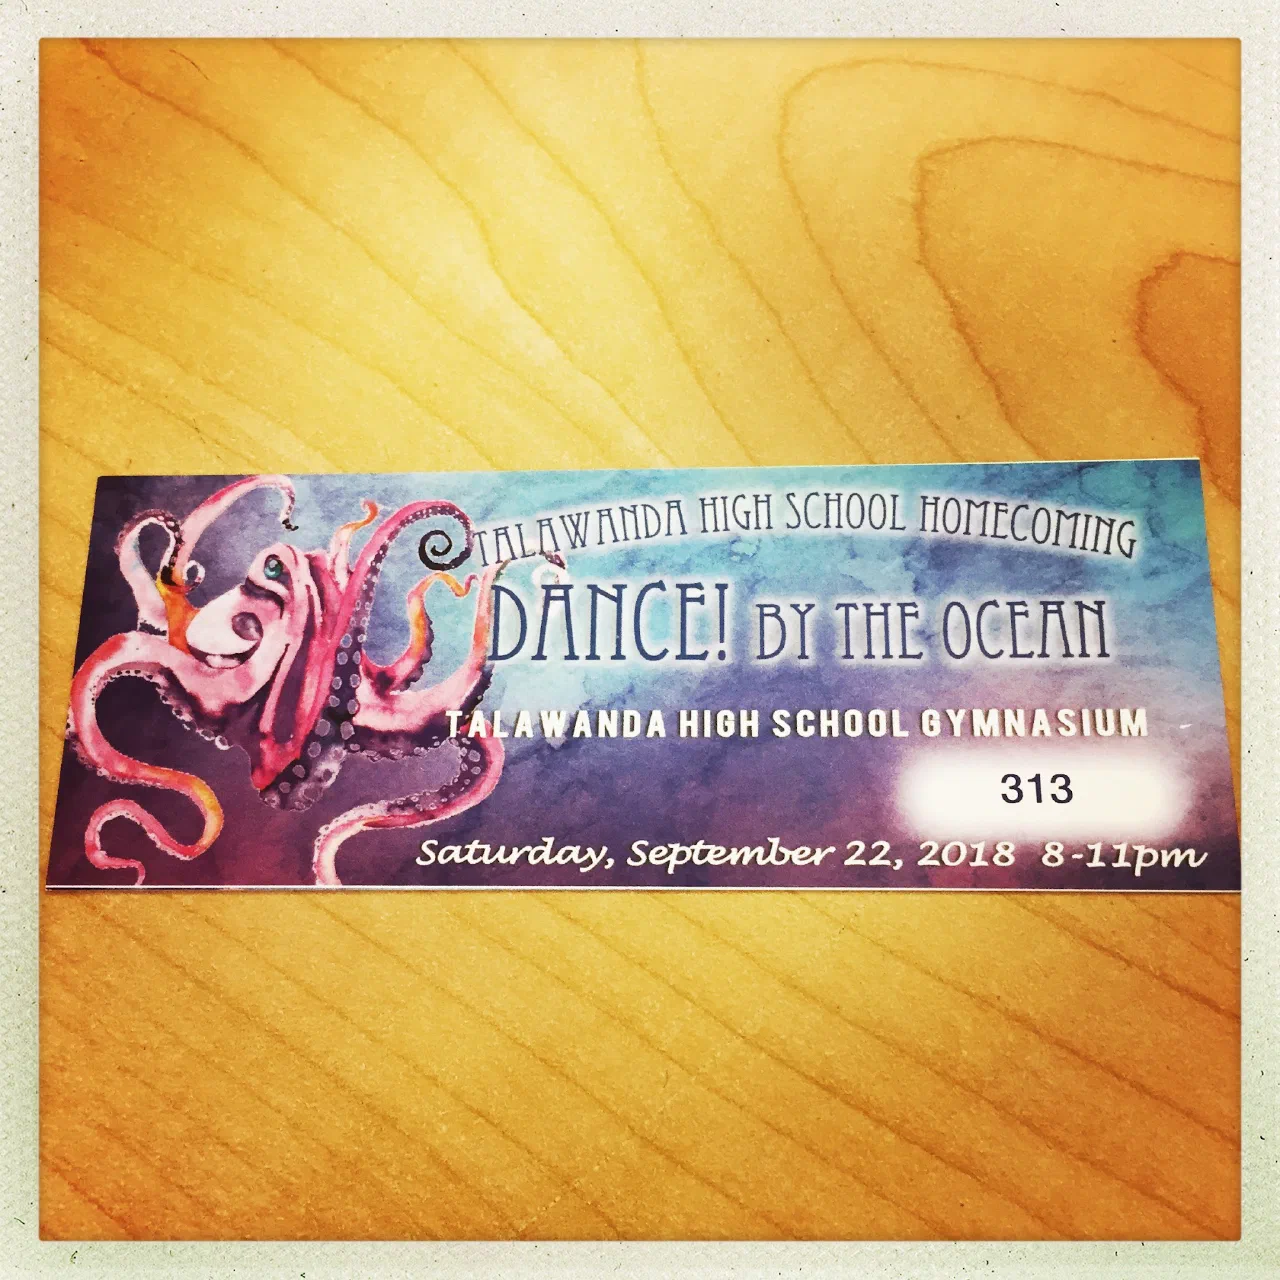 TALAWANDA HIGH SCHOOL HOMECOMING
DANCE! BY THE OCEAN
TALAWANDA HIGH SCHOOL GYMNASIUM
313
Saturday, September 22, 2018 8-11pm